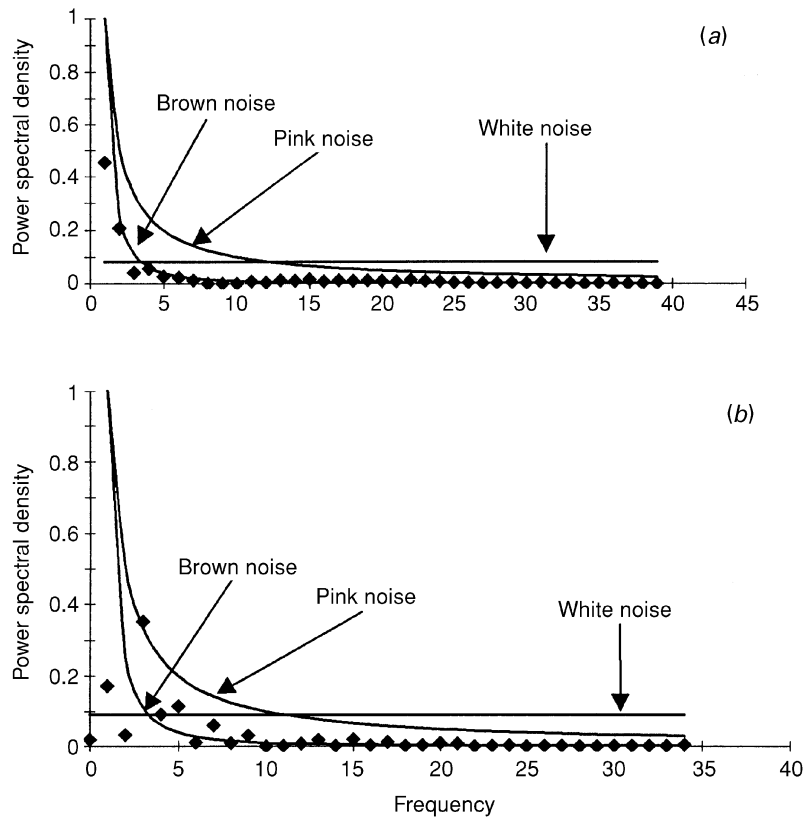 (a)
Power spectral density
1
0.8
0.6
0.4
0.2
0
Brown noise
Pink noise
White noise
0 5 10 15 20 25 30 35 40 45
(b)
Power spectral density
1
0.8
0.6
0.4
0.2
0
Brown noise
Pink noise
White noise
0 5 10 15 20 25 30 35 40
Frequency